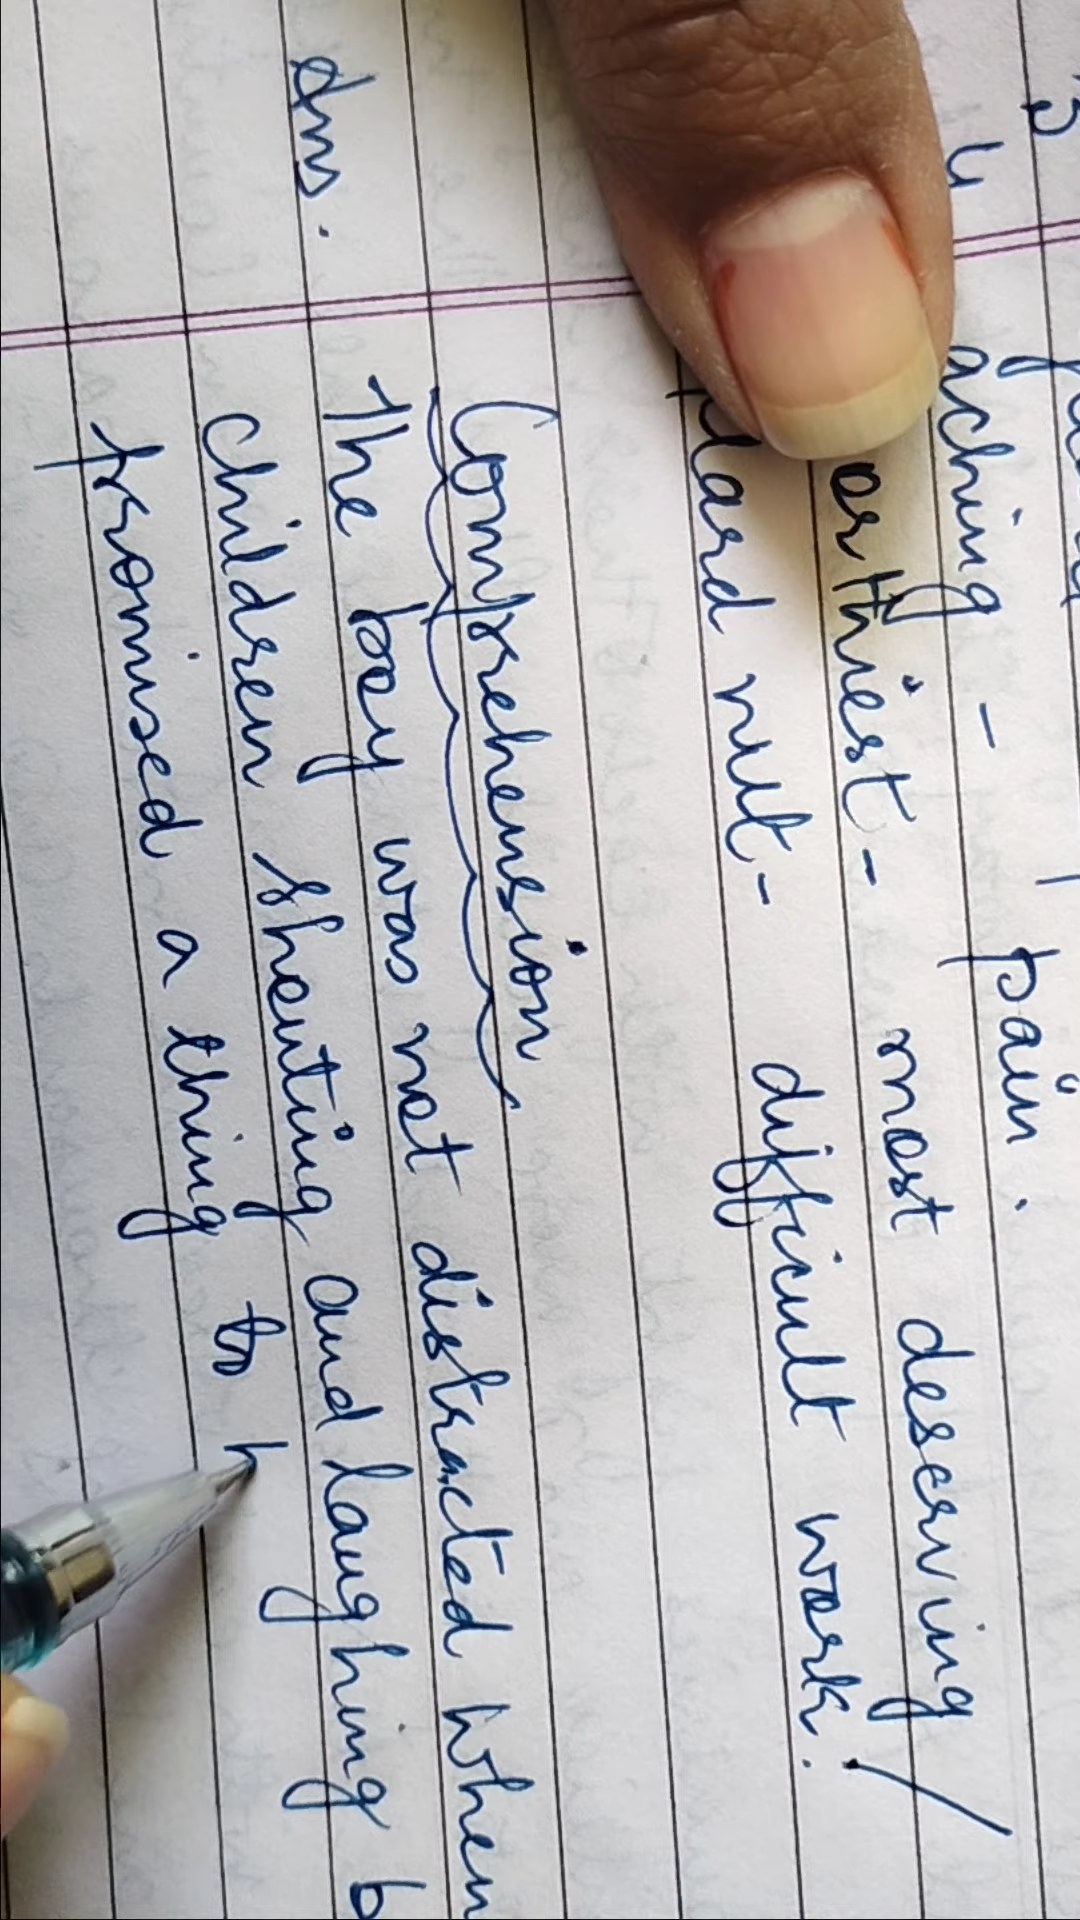 aching - pain.
most deserving
Hard nut - difficult work.
Comprehension
Ans. The boy was not distracted when
children shouting and laughing b
promised a thing to h